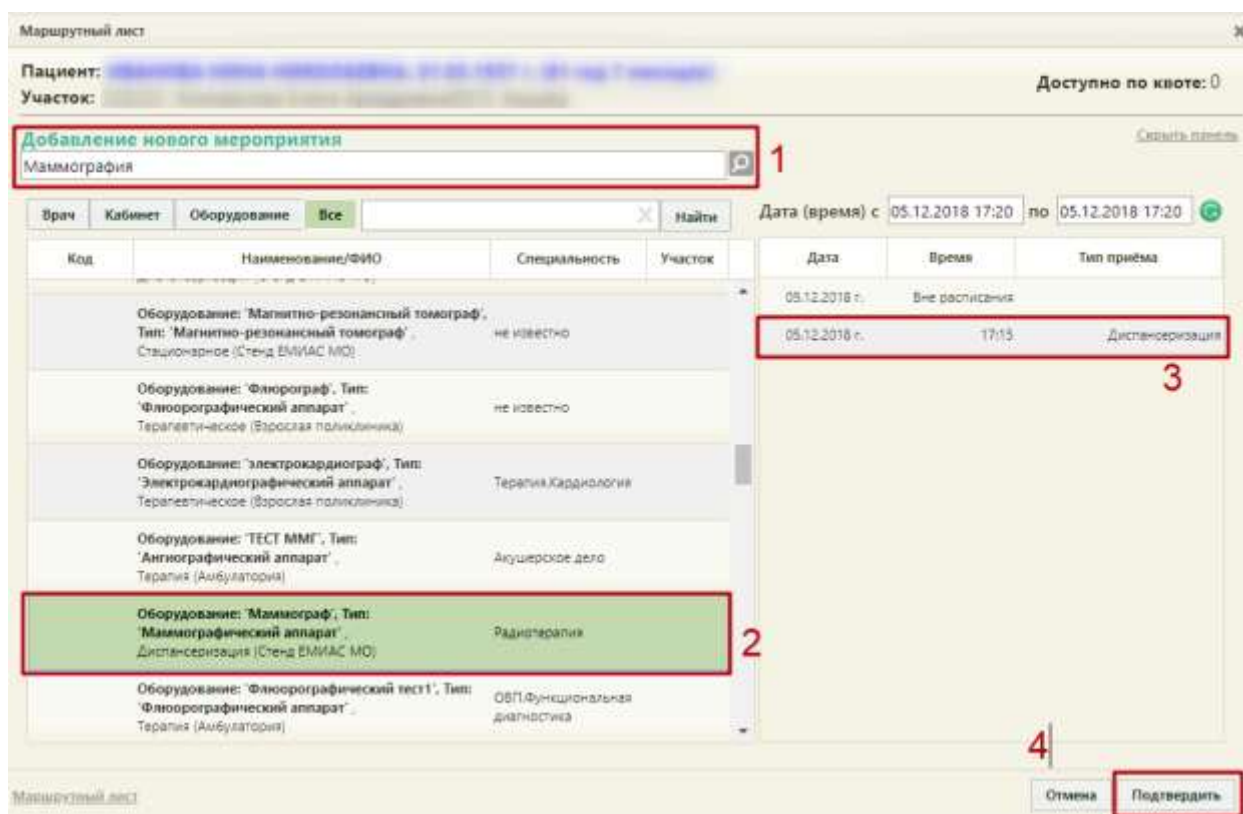 Маршрутный лист
Пациент:
Участок:
Доступно по квоте: 0
Добавление нового мероприятия
Скрыть панель
Маммография
1
Врач Кабинет Оборудование Все Найти
Дата (время) с 05.12.2018 17:20 по 05.12.2018 17:20
Код Наименование/ФИО Специальность Участок
Дата Время Тип приёма
Оборудование: 'Магнитно-резонансный томограф',
Тип: 'Магнитно-резонансный томограф' ,
Стационарное (Стенд ЕМИАС МО)
не известно
Оборудование: 'Флюорограф', Тип:
'Флюорографический аппарат' ,
Терапевтическое (Взрослая поликлиника)
не известно
Оборудование: 'электрокардиограф', Тип:
'Электрокардиографический аппарат' ,
Терапевтическое (Взрослая поликлиника)
Терапия.Кардиология
Оборудование: 'ТЕСТ ММГ', Тип:
'Ангиографический аппарат' ,
Терапия (Амбулатория)
Акушерское дело
Оборудование: 'Маммограф', Тип:
'Маммографический аппарат' ,
Диспансеризация (Стенд ЕМИАС МО)
Радиотерапия
2
Оборудование: 'Флюорографический тест1', Тип:
'Флюорографический аппарат' ,
Терапия (Амбулатория)
ОВП.Функциональная
диагностика
05.12.2018 г. Вне расписания
05.12.2018 г. 17:15 Диспансеризация
3
4
Маршрутный лист
Отмена Подтвердить